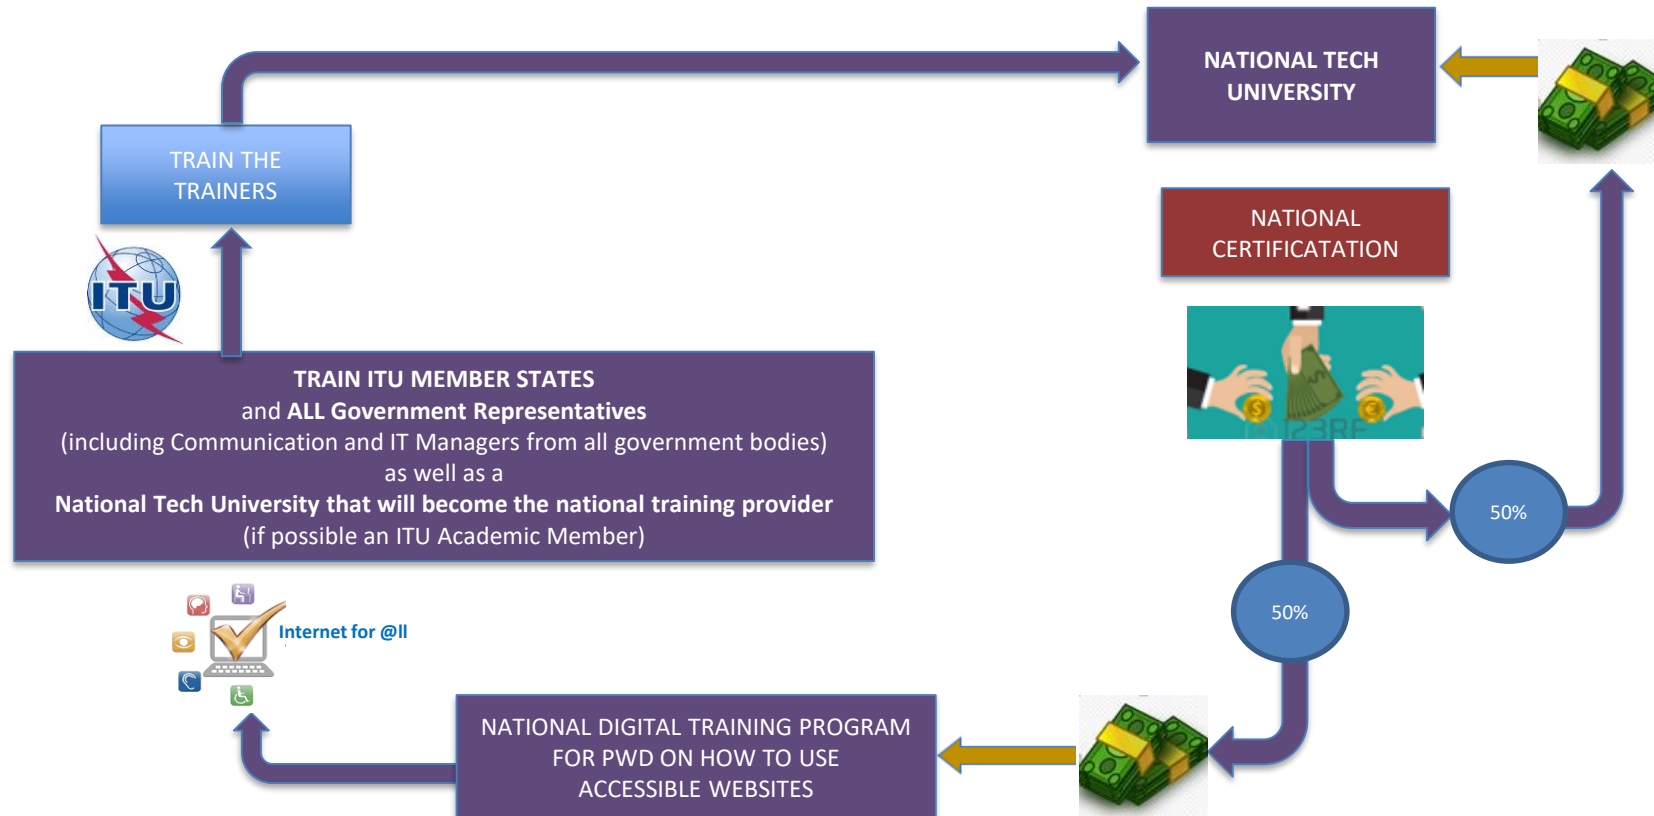 NATIONAL TECH
UNIVERSITY
TRAIN THE
TRAINERS
NATIONAL
CERTIFICATATION
ITU
TRAIN ITU MEMBER STATES
and ALL Government Representatives
(including Communication and IT Managers from all government bodies)
as well as a
National Tech University that will become the national training provider
(if possible an ITU Academic Member)
123RF
50%
50%
Internet for @ll
NATIONAL DIGITAL TRAINING PROGRAM
FOR PWD ON HOW TO USE
ACCESSIBLE WEBSITES